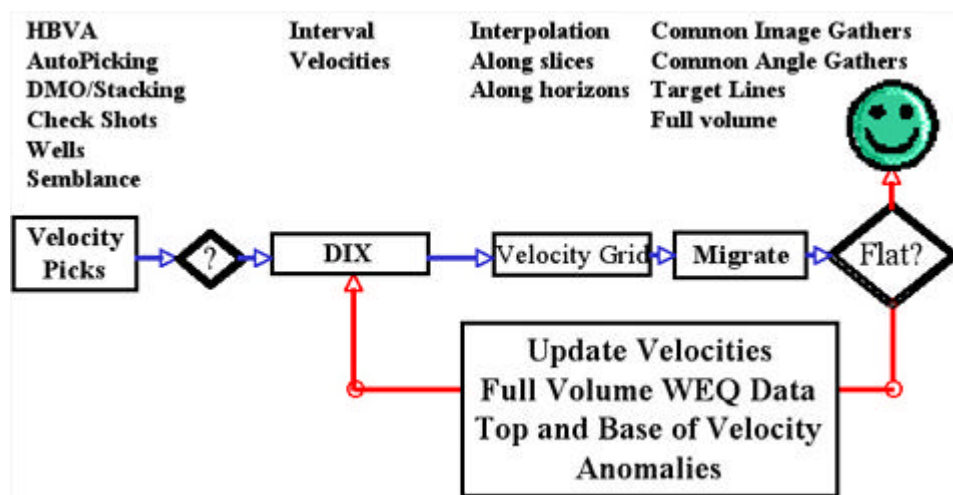 HBVA
AutoPicking
DMO/Stacking
Check Shots
Wells
Semblance
Interval
Velocities
Interpolation
Along slices
Along horizons
Common Image Gathers
Common Angle Gathers
Target Lines
Full volume
Velocity
Picks
?
DIX
Velocity Grid
Migrate
Flat?
Update Velocities
Full Volume WEQ Data
Top and Base of Velocity
Anomalies